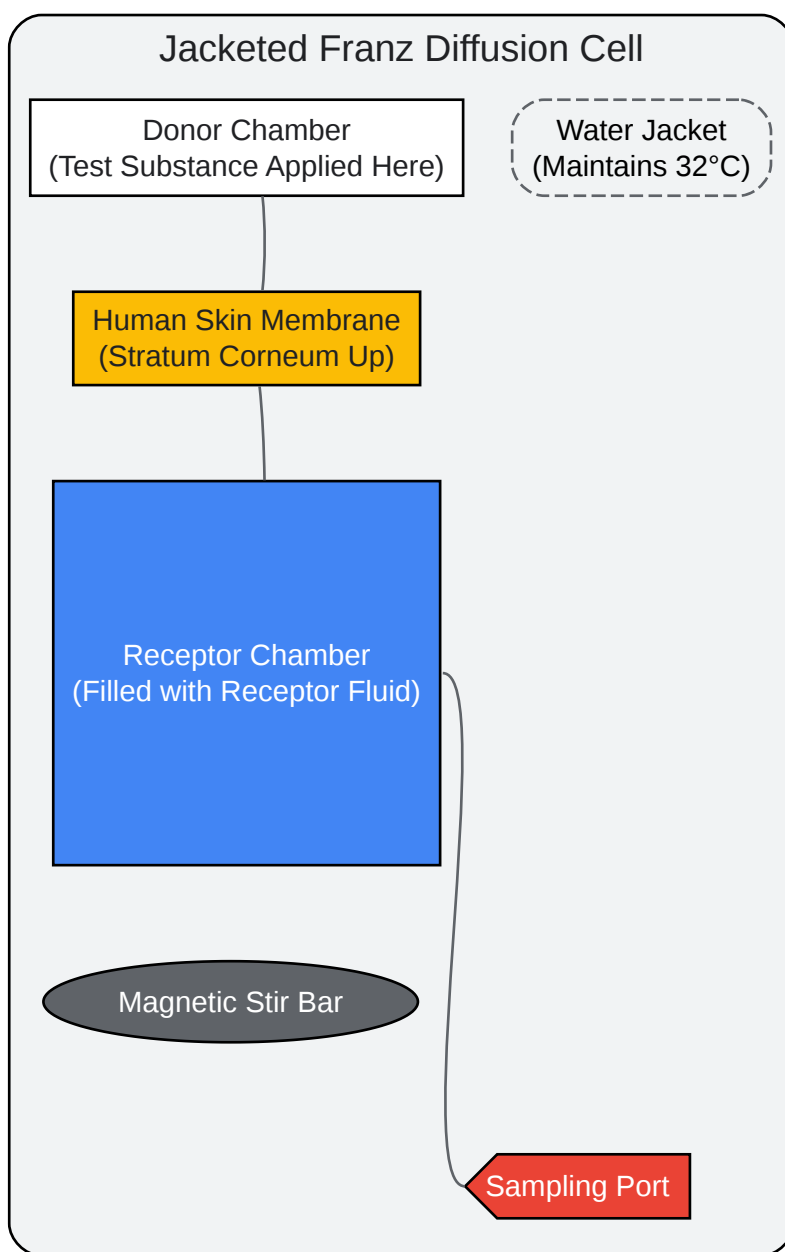 Jacketed Franz Diffusion Cell
Donor Chamber
(Test Substance Applied Here)
Water Jacket
(Maintains 32°C)
Human Skin Membrane
(Stratum Corneum Up)
Receptor Chamber
(Filled with Receptor Fluid)
Magnetic Stir Bar
Sampling Port